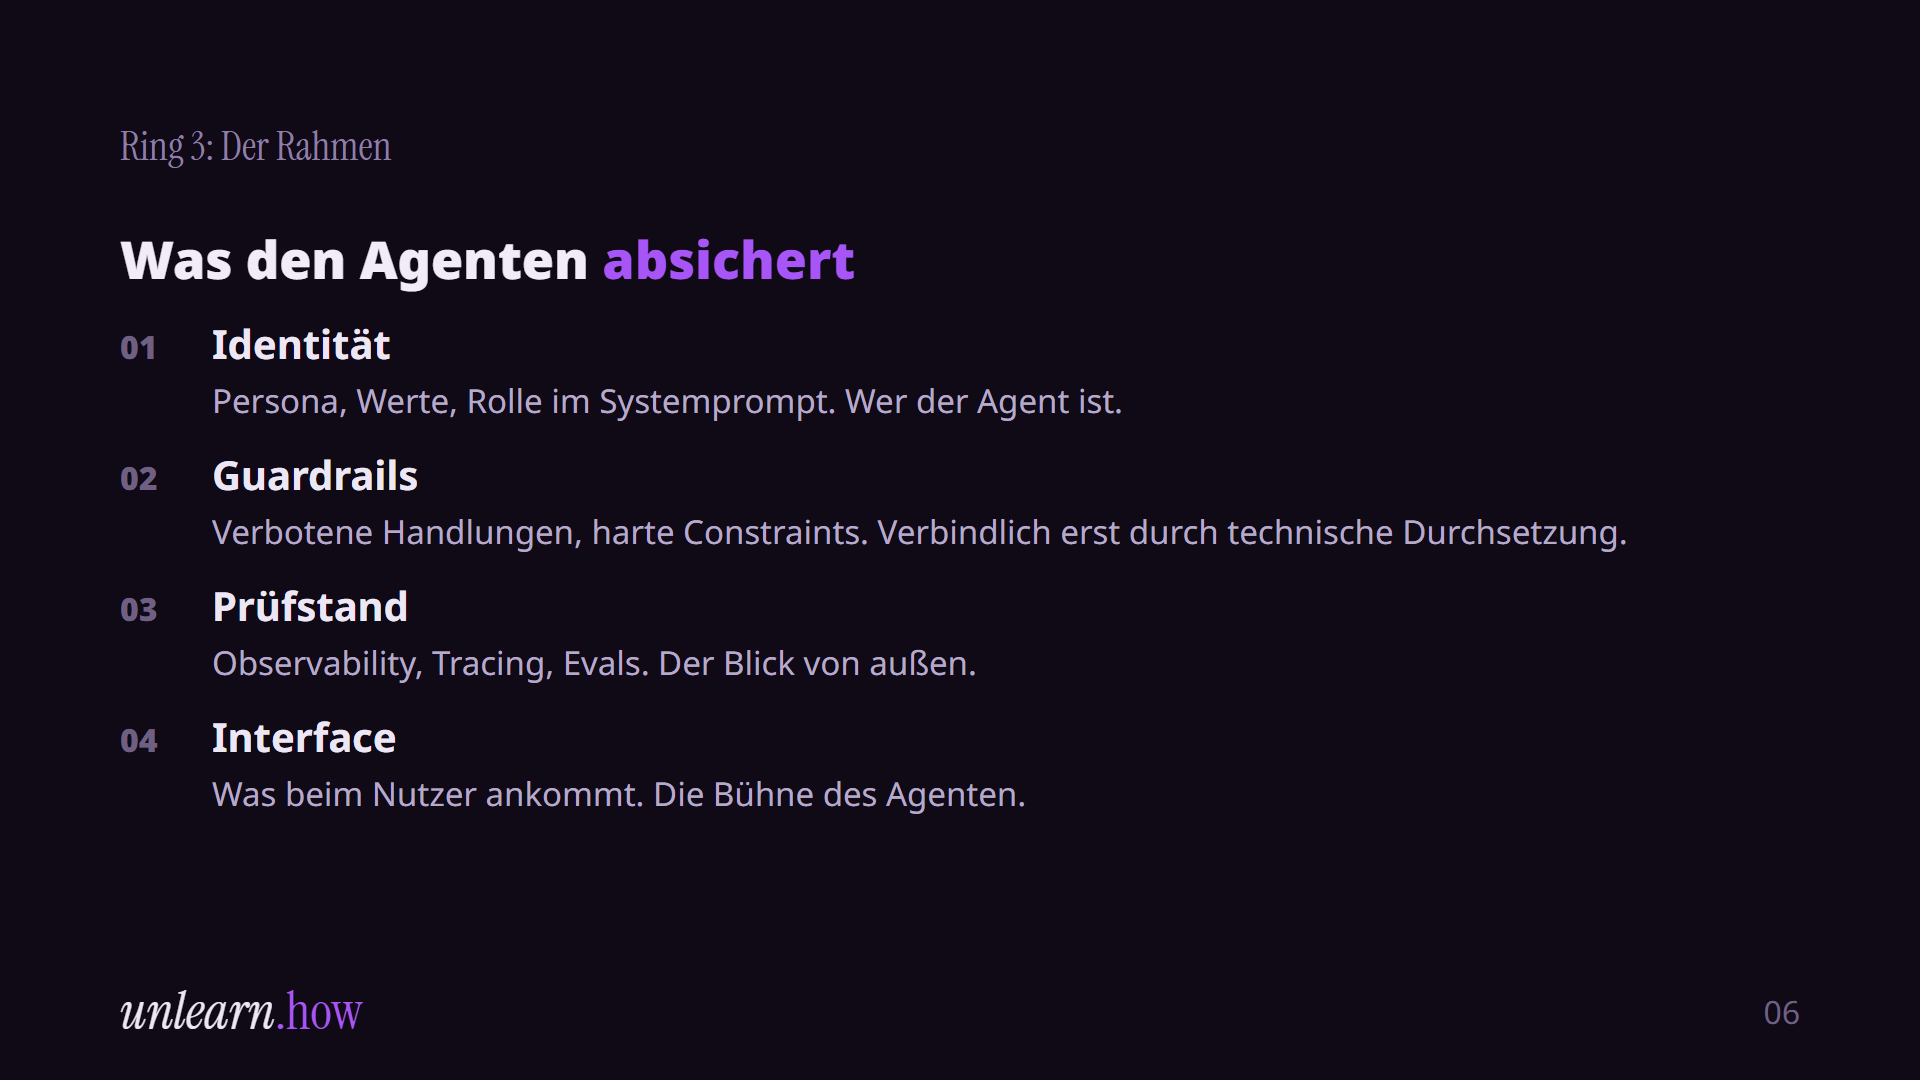 Ring 3: Der Rahmen
Was den Agenten absichert
01 Identität
Persona, Werte, Rolle im Systemprompt. Wer der Agent ist.
02 Guardrails
Verbotene Handlungen, harte Constraints. Verbindlich erst durch technische Durchsetzung.
03 Prüfstand
Observability, Tracing, Evals. Der Blick von außen.
04 Interface
Was beim Nutzer ankommt. Die Bühne des Agenten.
unlearn.how
06